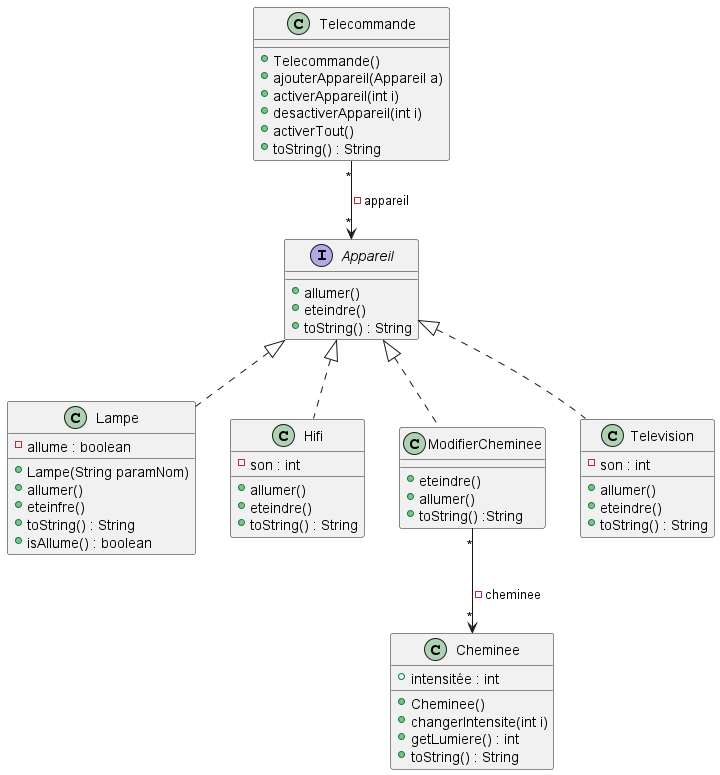 C Telecommande
Telecommande()
ajouterAppareil(Appareil a)
activerAppareil(int i)
desactiverAppareil(int i)
activerTout()
toString() : String
*
appareil
*
I Appareil
allumer()
eteindre()
toString() : String
C Lampe
allume : boolean
Lampe(String paramNom)
allumer()
eteinfre()
toString() : String
isAllume() : boolean
C Hifi
son : int
allumer()
eteindre()
toString() : String
C ModifierCheminee
eteindre()
allumer()
toString() :String
C Television
son : int
allumer()
eteindre()
toString() : String
*
cheminee
*
C Cheminee
intensitée : int
Cheminee()
changerIntensite(int i)
getLumiere() : int
toString() : String